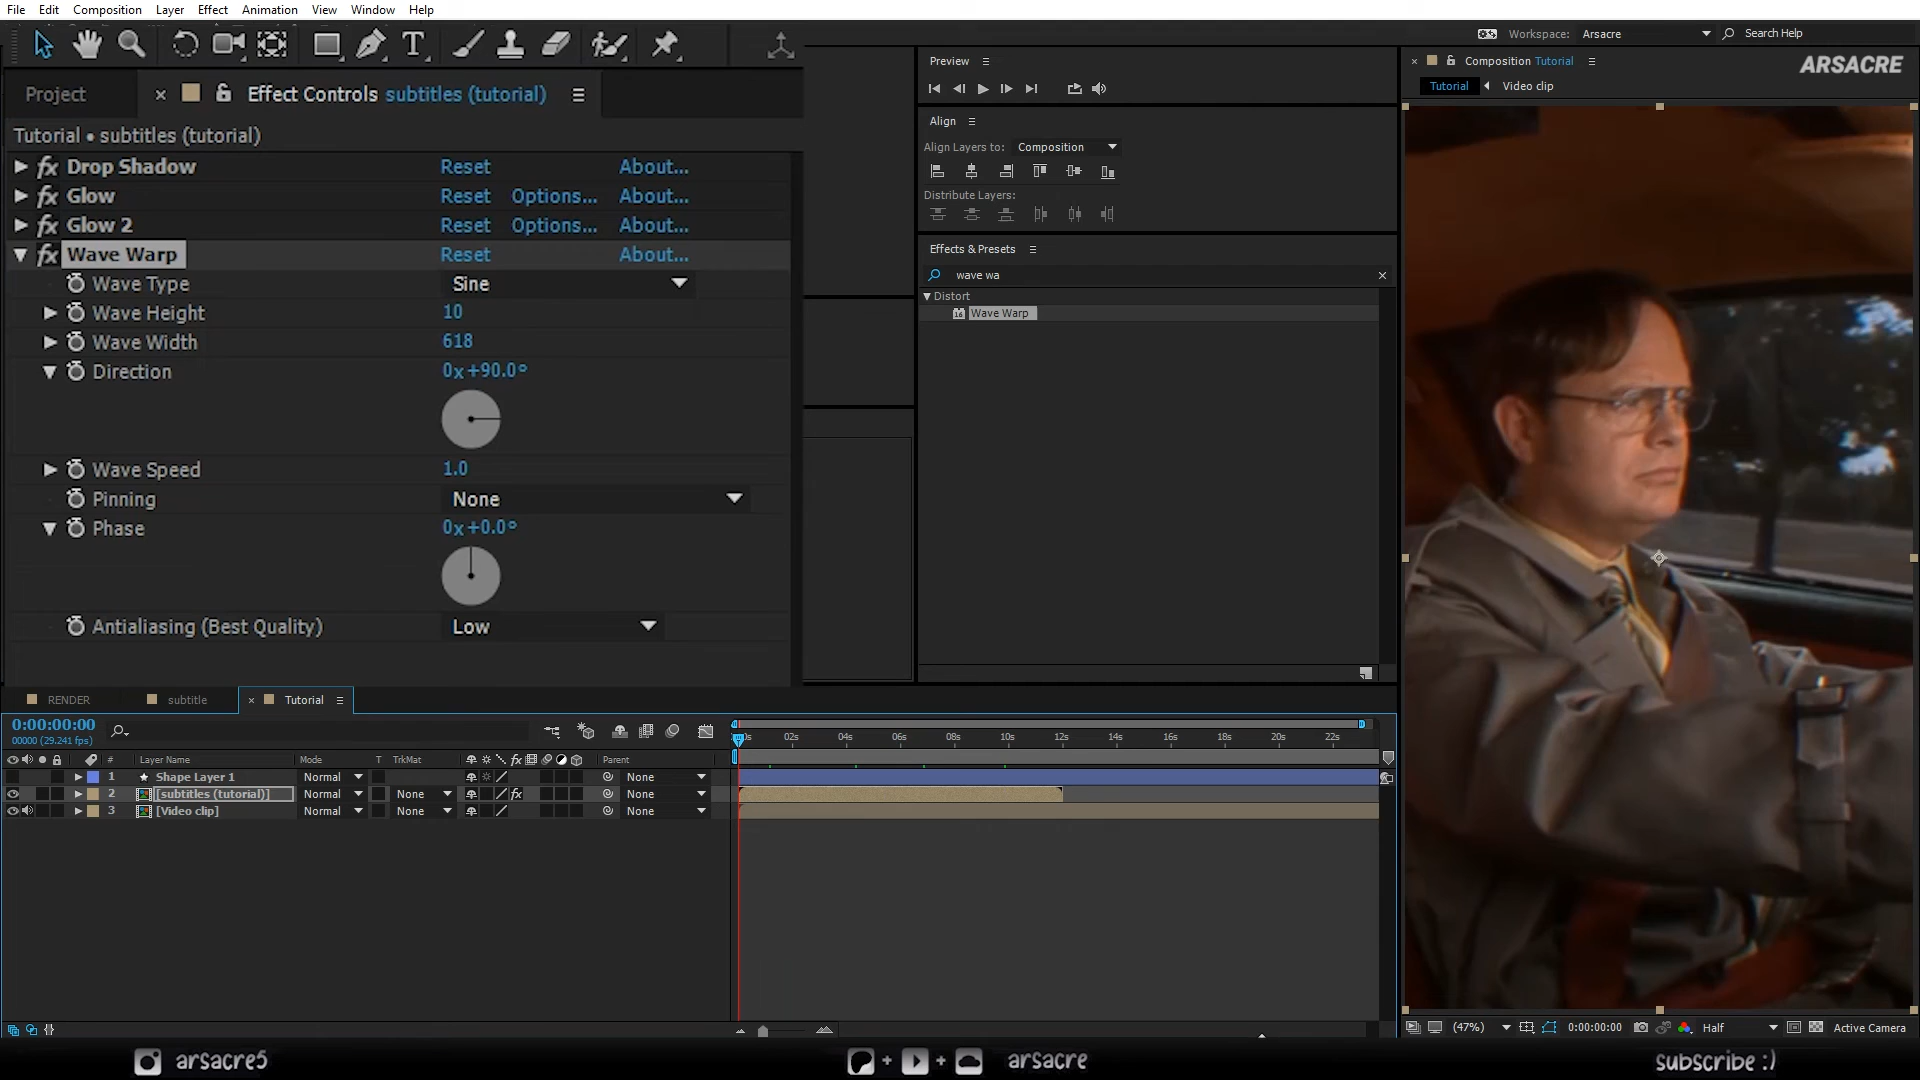 File Edit Composition Layer Effect Animation View Window Help
Workspace: Arsacre Search Help
Project Effect Controls subtitles (tutorial)
Tutorial • subtitles (tutorial)
Drop Shadow Reset About...
Glow Reset Options... About...
Glow 2 Reset Options... About...
Wave Warp Reset About...
Wave Type Sine
Wave Height 10
Wave Width 618
Direction 0x+90.0°
Wave Speed 1.0
Pinning None
Phase 0x+0.0°
Antialiasing (Best Quality) Low
Preview
Align
Align Layers to: Composition
Distribute Layers:
Effects & Presets
wave wa
Distort
16
Wave Warp
Composition Tutorial
ARSACRE
Tutorial Video clip
RENDER subtitle Tutorial
0:00:00:00
00000 (29.241 fps)
0s 02s 04s 06s 08s 10s 12s 14s 16s 18s 20s 22s
# Layer Name Mode T TrkMat fx Parent
1 Shape Layer 1 Normal None
2 [subtitles (tutorial)] Normal None fx None
3 [Video clip] Normal None None
(47%) 0:00:00:00 Half Active Camera
arsacre5 + + arsacre subscribe :)